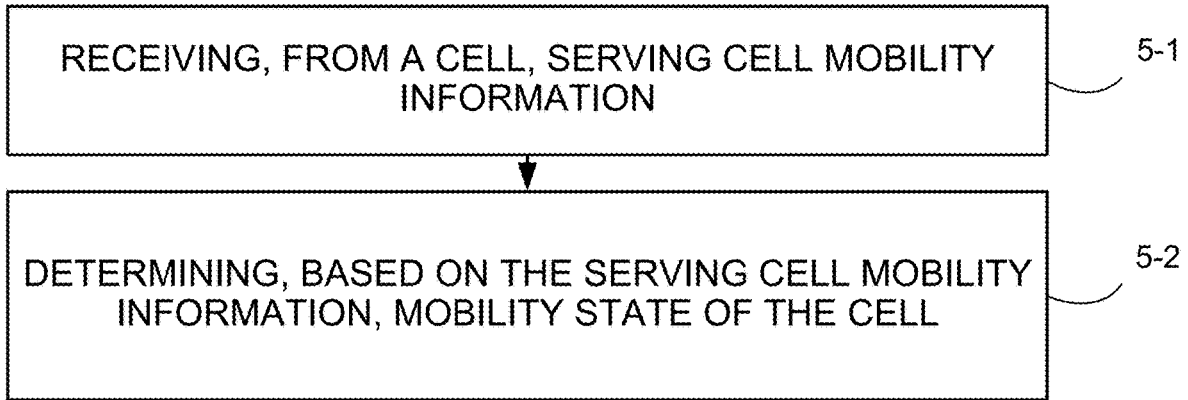 RECEIVING, FROM A CELL, SERVING CELL MOBILITY
INFORMATION
5-1
DETERMINING, BASED ON THE SERVING CELL MOBILITY
INFORMATION, MOBILITY STATE OF THE CELL
5-2